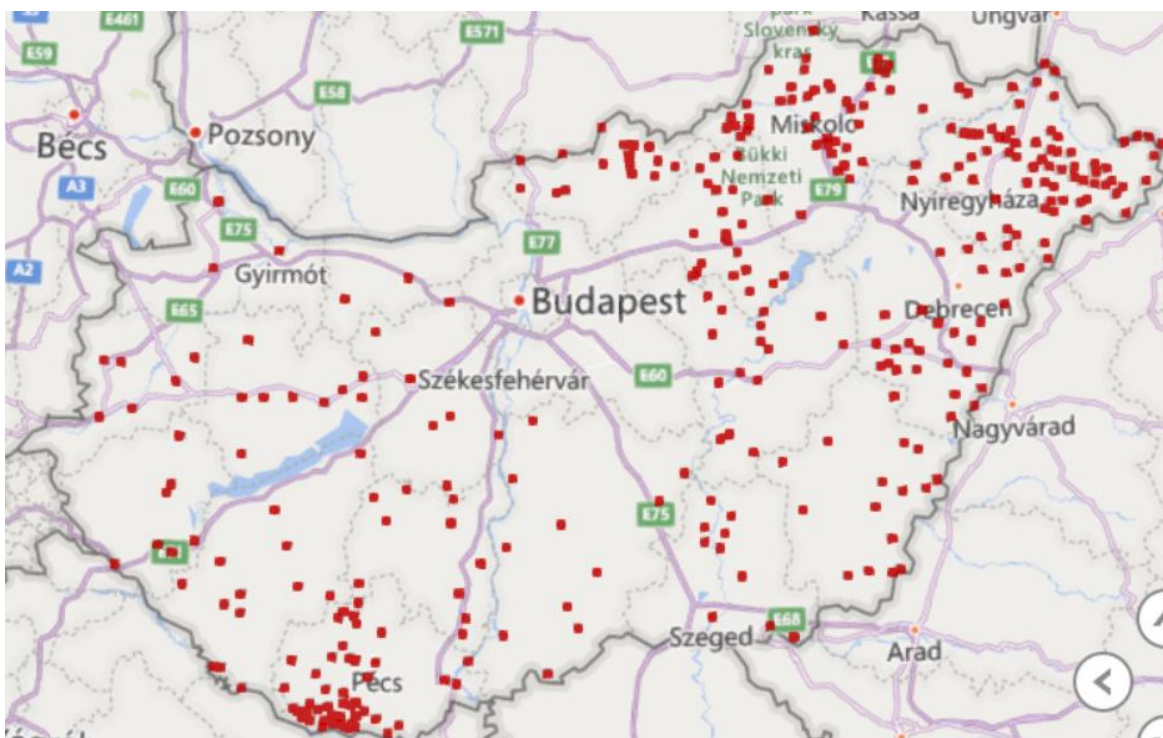 E461
E571
park
Slovenský
kras
Kassa
Ungvár
E59
E58
Bécs
Pozsony
Miskolc
A3
E60
Bükki
Nemzeti
Park
E79
Nyíregyháza
E75
E77
A2
Gyirmót
E65
Budapest
Debrecen
Székesfehérvár
E60
Nagyvárad
E75
E68
Szeged
Arad
Pécs